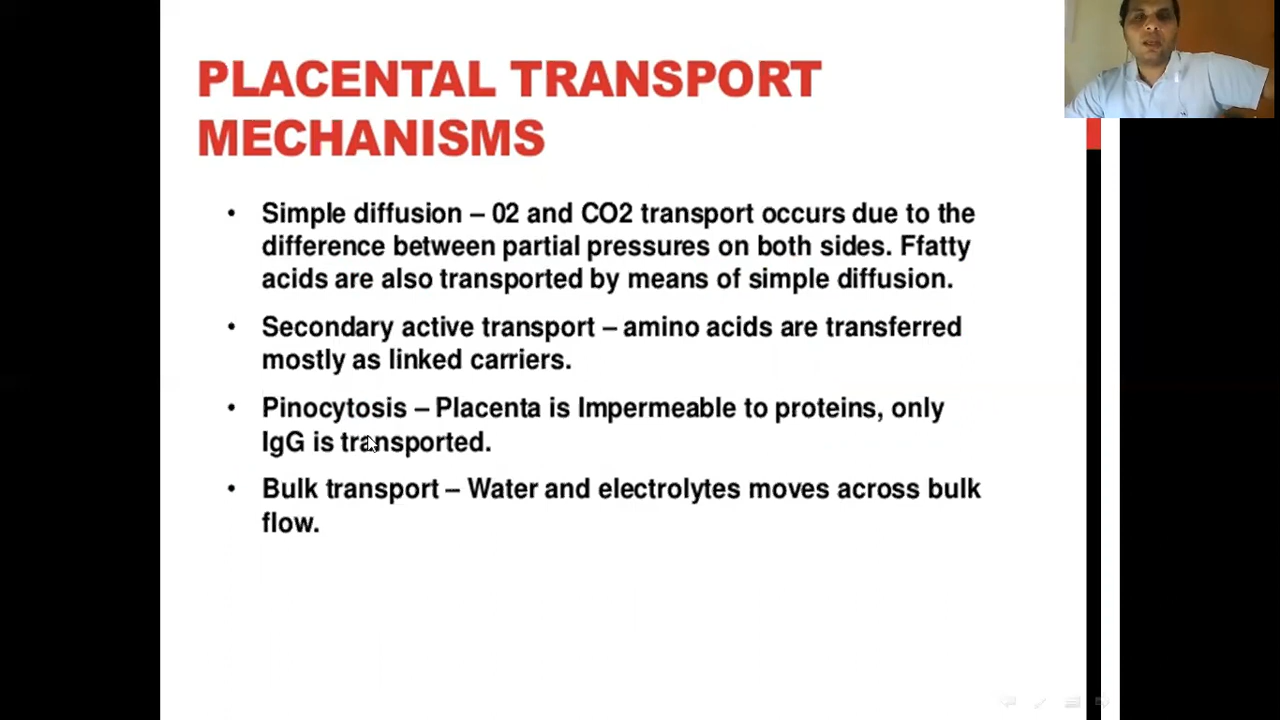 PLACENTAL TRANSPORT
MECHANISMS
• Simple diffusion – 02 and CO2 transport occurs due to the
difference between partial pressures on both sides. Ffatty
acids are also transported by means of simple diffusion.
• Secondary active transport – amino acids are transferred
mostly as linked carriers.
• Pinocytosis – Placenta is Impermeable to proteins, only
IgG is transported.
• Bulk transport – Water and electrolytes moves across bulk
flow.